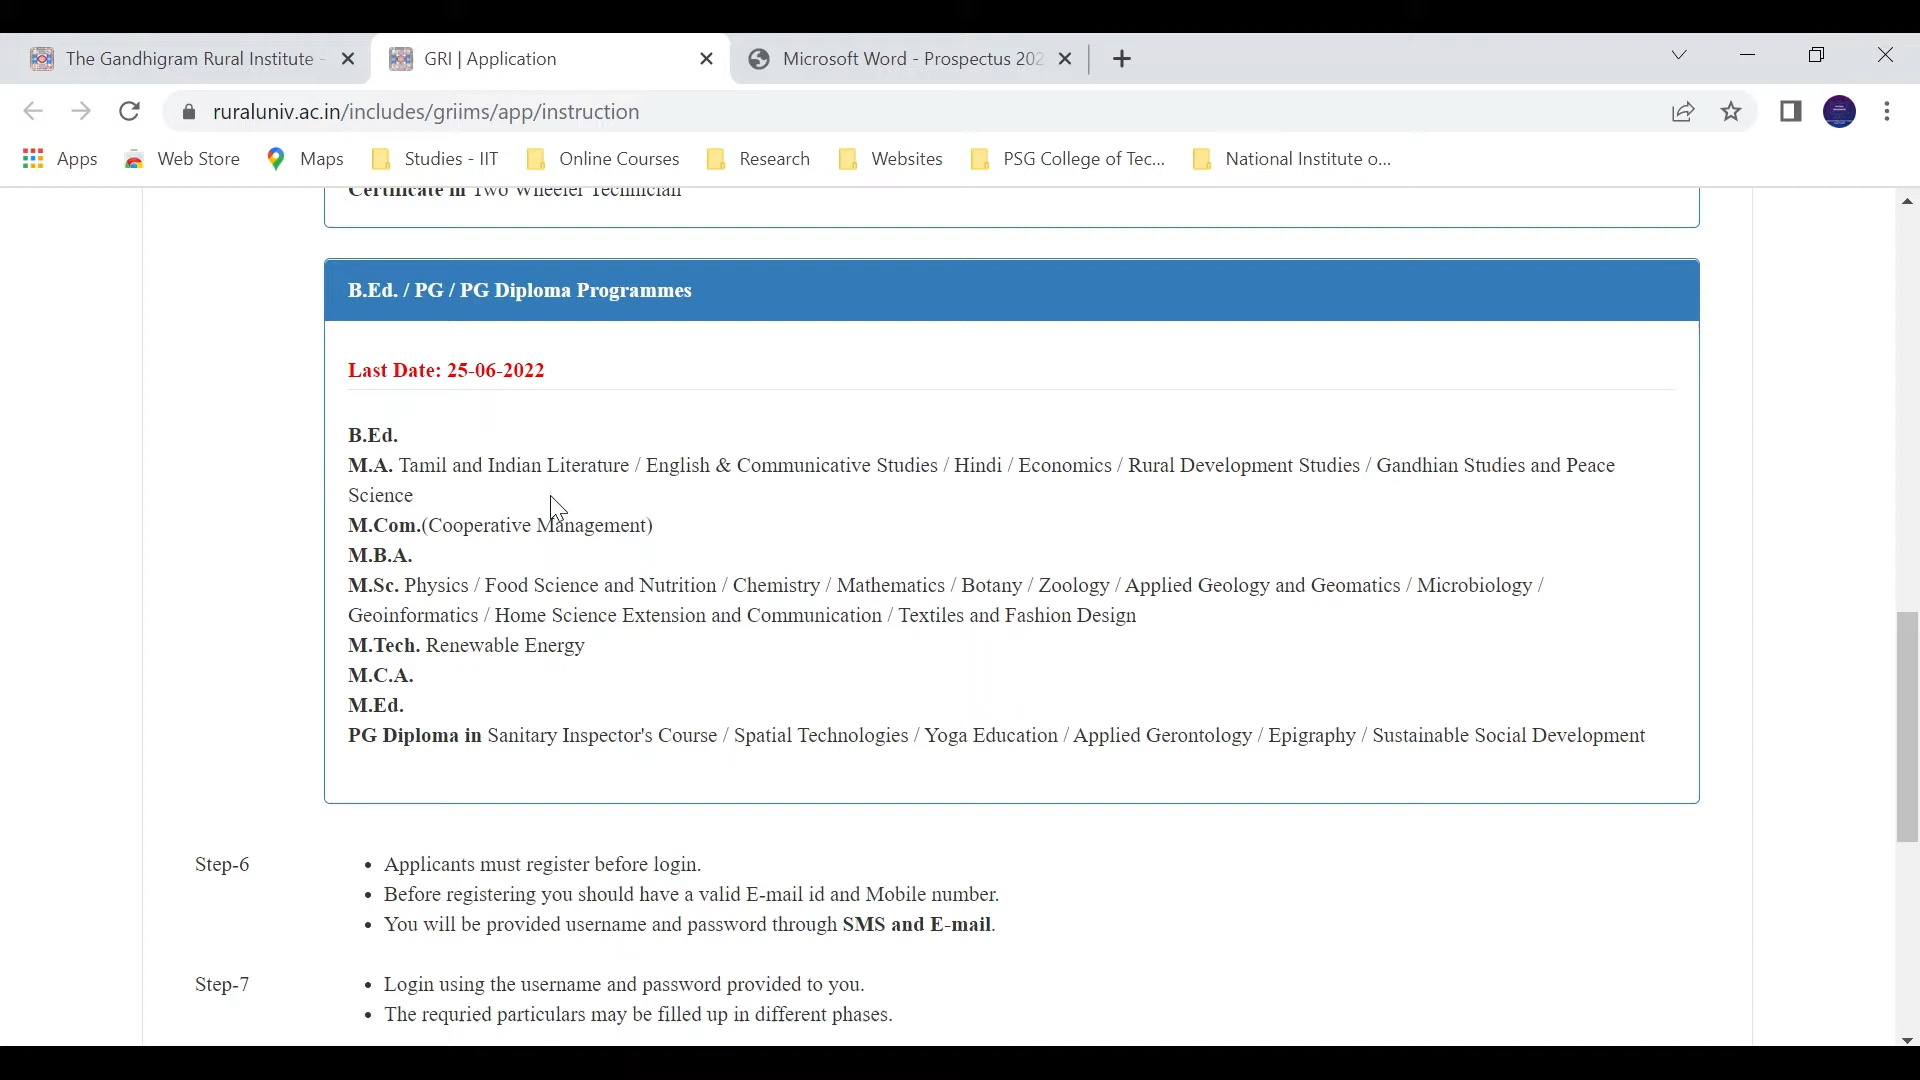 The Gandhigram Rural Institute -
GRI | Application
Microsoft Word - Prospectus 202
ruraluniv.ac.in/includes/griims/app/instruction
Apps
Web Store
Maps
Studies - IIT
Online Courses
Research
Websites
PSG College of Tec...
National Institute o...
Certificate in Two Wheeler Technician
B.Ed. / PG / PG Diploma Programmes
Last Date: 25-06-2022
B.Ed.
M.A. Tamil and Indian Literature / English & Communicative Studies / Hindi / Economics / Rural Development Studies / Gandhian Studies and Peace
Science
M.Com.(Cooperative Management)
M.B.A.
M.Sc. Physics / Food Science and Nutrition / Chemistry / Mathematics / Botany / Zoology / Applied Geology and Geomatics / Microbiology /
Geoinformatics / Home Science Extension and Communication / Textiles and Fashion Design
M.Tech. Renewable Energy
M.C.A.
M.Ed.
PG Diploma in Sanitary Inspector's Course / Spatial Technologies / Yoga Education / Applied Gerontology / Epigraphy / Sustainable Social Development
Step-6
• Applicants must register before login.
• Before registering you should have a valid E-mail id and Mobile number.
• You will be provided username and password through SMS and E-mail.
Step-7
• Login using the username and password provided to you.
• The requried particulars may be filled up in different phases.